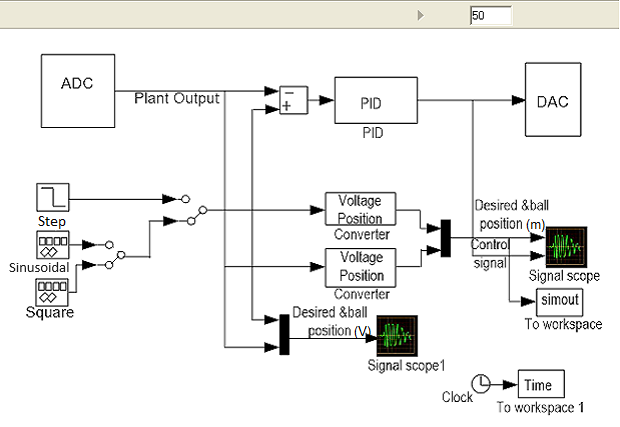 50
ADC
Plant Output
−
+
PID
PID
DAC
Step
Sinusoidal
Square
Voltage
Position
Converter
Voltage
Position
Converter
Desired &ball
position (m)
Control
signal
Signal scope
simout
To workspace
Desired &ball
position (V)
Signal scope1
Clock
Time
To workspace 1